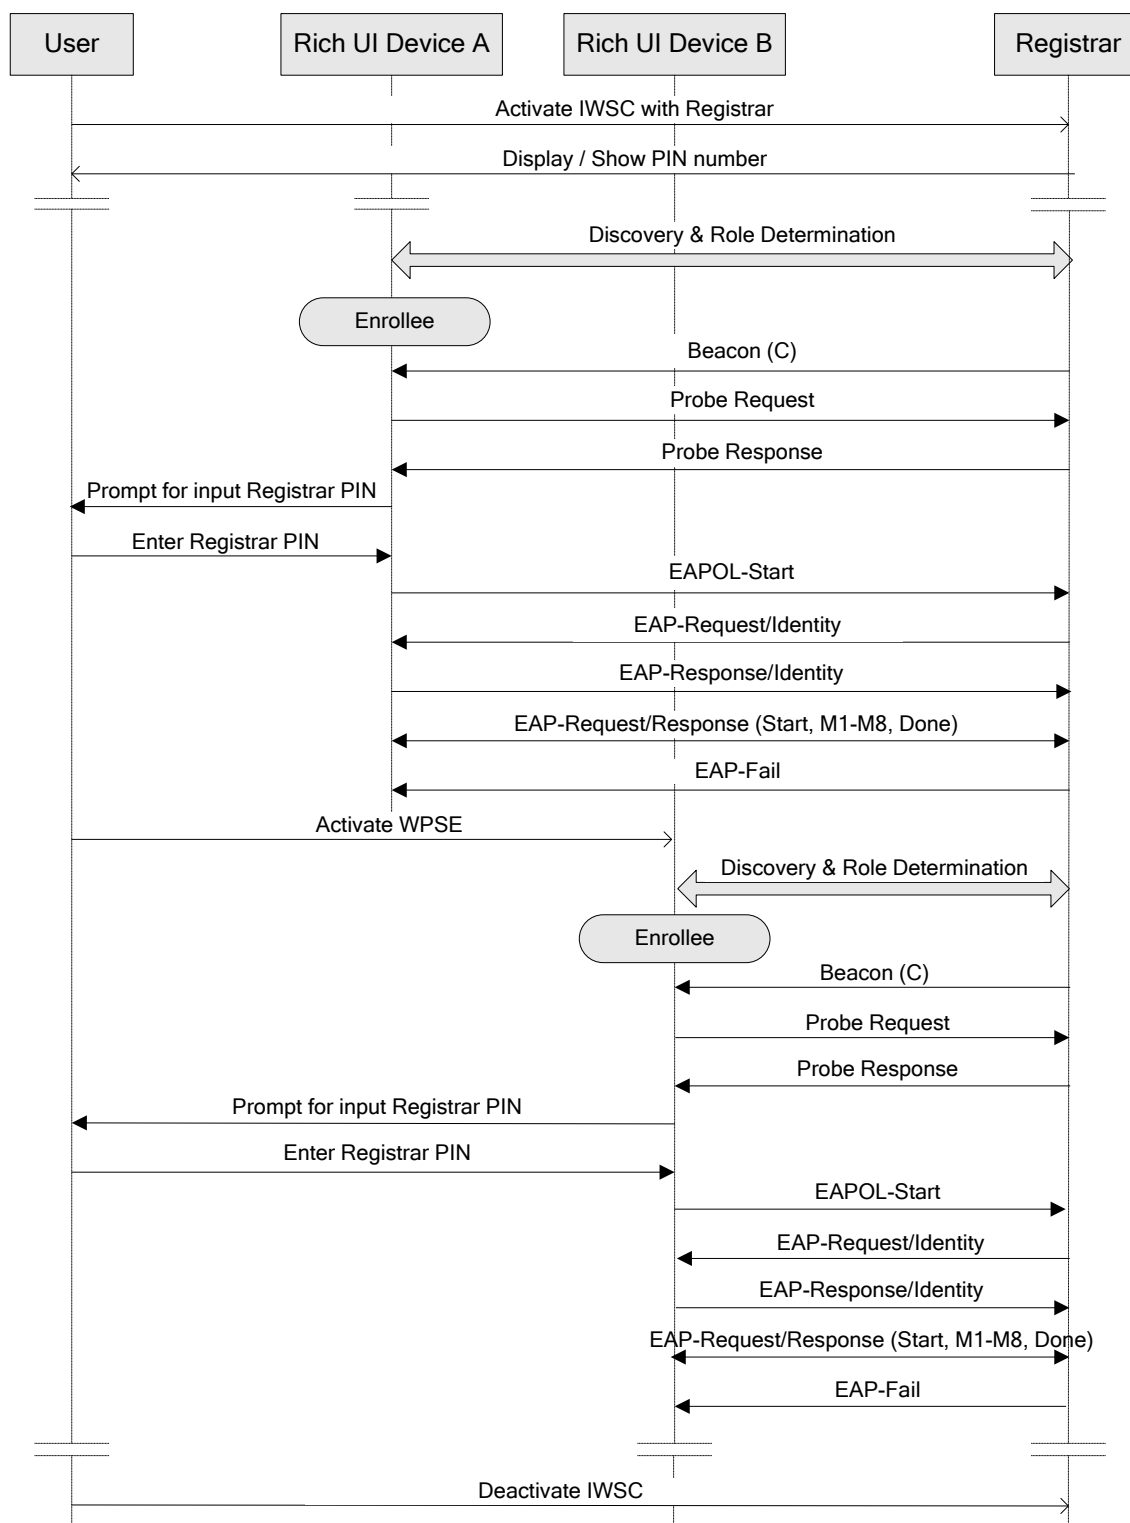 User
Rich UI Device A
Rich UI Device B
Registrar
Activate IWSC with Registrar
Display / Show PIN number
Discovery & Role Determination
Enrollee
Beacon (C)
Probe Request
Probe Response
Prompt for input Registrar PIN
Enter Registrar PIN
EAPOL-Start
EAP-Request/Identity
EAP-Response/Identity
EAP-Request/Response (Start, M1-M8, Done)
EAP-Fail
Activate WPSE
Discovery & Role Determination
Enrollee
Beacon (C)
Probe Request
Probe Response
Prompt for input Registrar PIN
Enter Registrar PIN
EAPOL-Start
EAP-Request/Identity
EAP-Response/Identity
EAP-Request/Response (Start, M1-M8, Done)
EAP-Fail
Deactivate IWSC